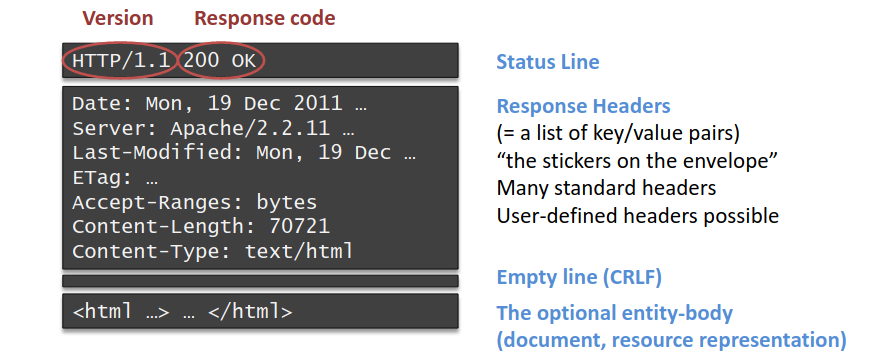 Version Response code
HTTP/1.1 200 OK
Status Line
Date: Mon, 19 Dec 2011 …
Server: Apache/2.2.11 …
Last-Modified: Mon, 19 Dec …
ETag: …
Accept-Ranges: bytes
Content-Length: 70721
Content-Type: text/html
Response Headers
(= a list of key/value pairs)
“the stickers on the envelope”
Many standard headers
User-defined headers possible
Empty line (CRLF)
<html …> … </html>
The optional entity-body
(document, resource representation)